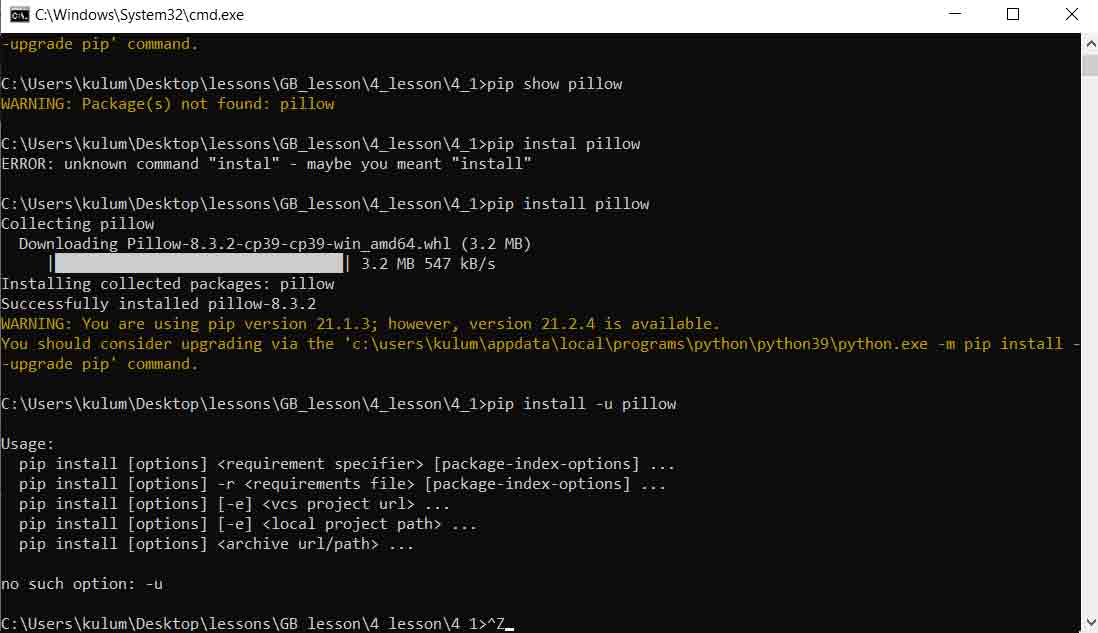 C:\Windows\System32\cmd.exe
-upgrade pip' command.
C:\Users\kulum\Desktop\lessons\GB_lesson\4_lesson\4_1>pip show pillow
WARNING: Package(s) not found: pillow
C:\Users\kulum\Desktop\lessons\GB_lesson\4_lesson\4_1>pip instal pillow
ERROR: unknown command "instal" - maybe you meant "install"
C:\Users\kulum\Desktop\lessons\GB_lesson\4_lesson\4_1>pip install pillow
Collecting pillow
Downloading Pillow-8.3.2-cp39-cp39-win_amd64.whl (3.2 MB)
| | 3.2 MB 547 kB/s
Installing collected packages: pillow
Successfully installed pillow-8.3.2
WARNING: You are using pip version 21.1.3; however, version 21.2.4 is available.
You should consider upgrading via the 'c:\users\kulum\appdata\local\programs\python\python39\python.exe -m pip install -
-upgrade pip' command.
C:\Users\kulum\Desktop\lessons\GB_lesson\4_lesson\4_1>pip install -u pillow
Usage:
pip install [options] <requirement specifier> [package-index-options] ...
pip install [options] -r <requirements file> [package-index-options] ...
pip install [options] [-e] <vcs project url> ...
pip install [options] [-e] <local project path> ...
pip install [options] <archive url/path> ...
no such option: -u
C:\Users\kulum\Desktop\lessons\GB_lesson\4_lesson\4_1>^Z_